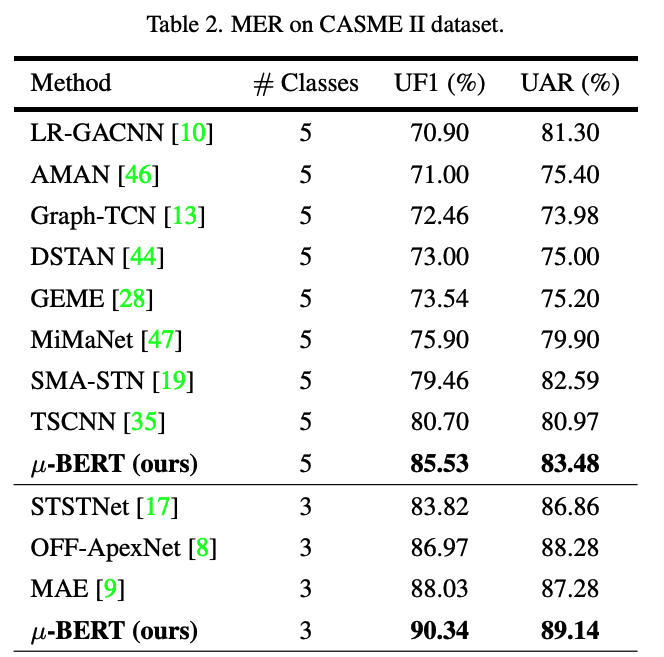 Table 2. MER on CASME II dataset.
Method # Classes UF1 (%) UAR (%)
LR-GACNN [10] 5 70.90 81.30
AMAN [46] 5 71.00 75.40
Graph-TCN [13] 5 72.46 73.98
DSTAN [44] 5 73.00 75.00
GEME [28] 5 73.54 75.20
MiMaNet [47] 5 75.90 79.90
SMA-STN [19] 5 79.46 82.59
TSCNN [35] 5 80.70 80.97
μ-BERT (ours) 5 85.53 83.48
STSTNet [17] 3 83.82 86.86
OFF-ApexNet [8] 3 86.97 88.28
MAE [9] 3 88.03 87.28
μ-BERT (ours) 3 90.34 89.14